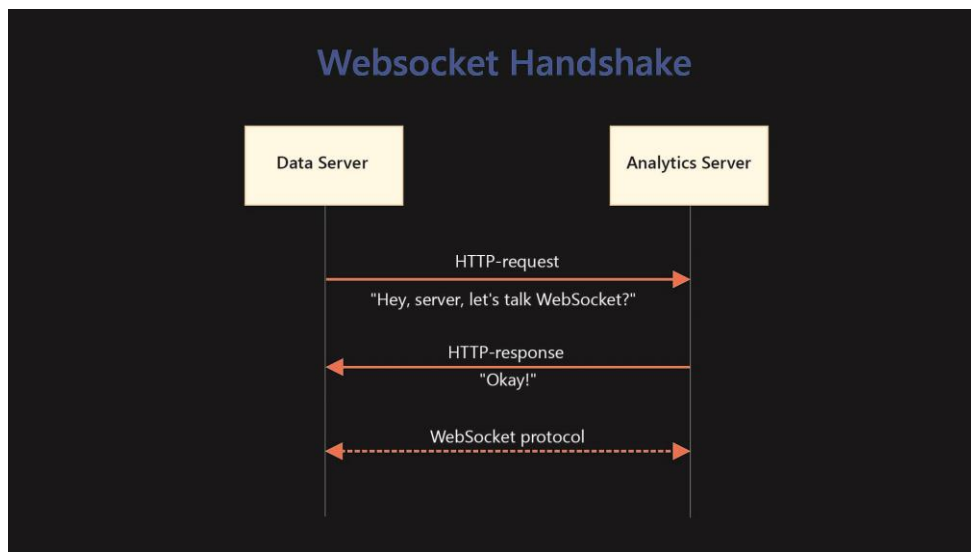 Websocket Handshake
Data Server
Analytics Server
HTTP-request
"Hey, server, let's talk WebSocket?"
HTTP-response
"Okay!"
WebSocket protocol